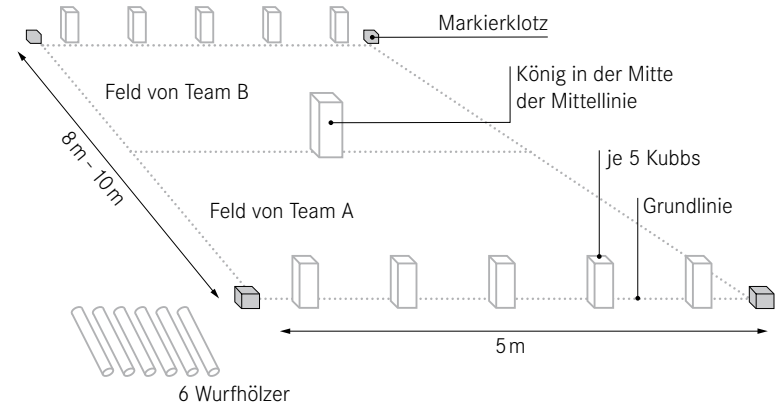 Markierklotz
König in der Mitte
der Mittellinie
Feld von Team B
8 m - 10 m
je 5 Kubbs
Feld von Team A
Grundlinie
5 m
6 Wurfhölzer